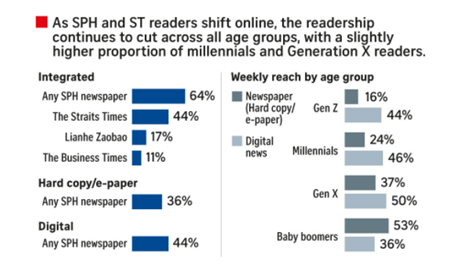 As SPH and ST readers shift online, the readership
continues to cut across all age groups, with a slightly
higher proportion of millennials and Generation X readers.
Integrated
Any SPH newspaper 64%
The Straits Times 44%
Lianhe Zaobao 17%
The Business Times 11%
Hard copy/e-paper
Any SPH newspaper 36%
Digital
Any SPH newspaper 44%
Weekly reach by age group
Newspaper
(Hard copy/
e-paper)
Digital
news
Gen Z 16%
44%
Millennials 24%
46%
Gen X 37%
50%
Baby boomers 53%
36%